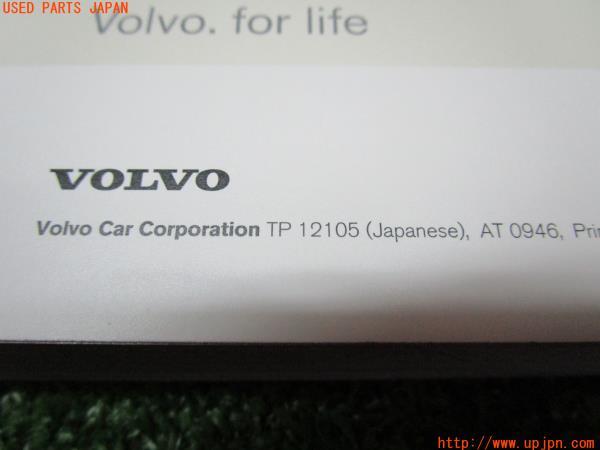 USED PARTS JAPAN
Volvo. for life
VOLVO
Volvo Car Corporation TP 12105 (Japanese), AT 0946, Prin
http://www.upjpn.com/